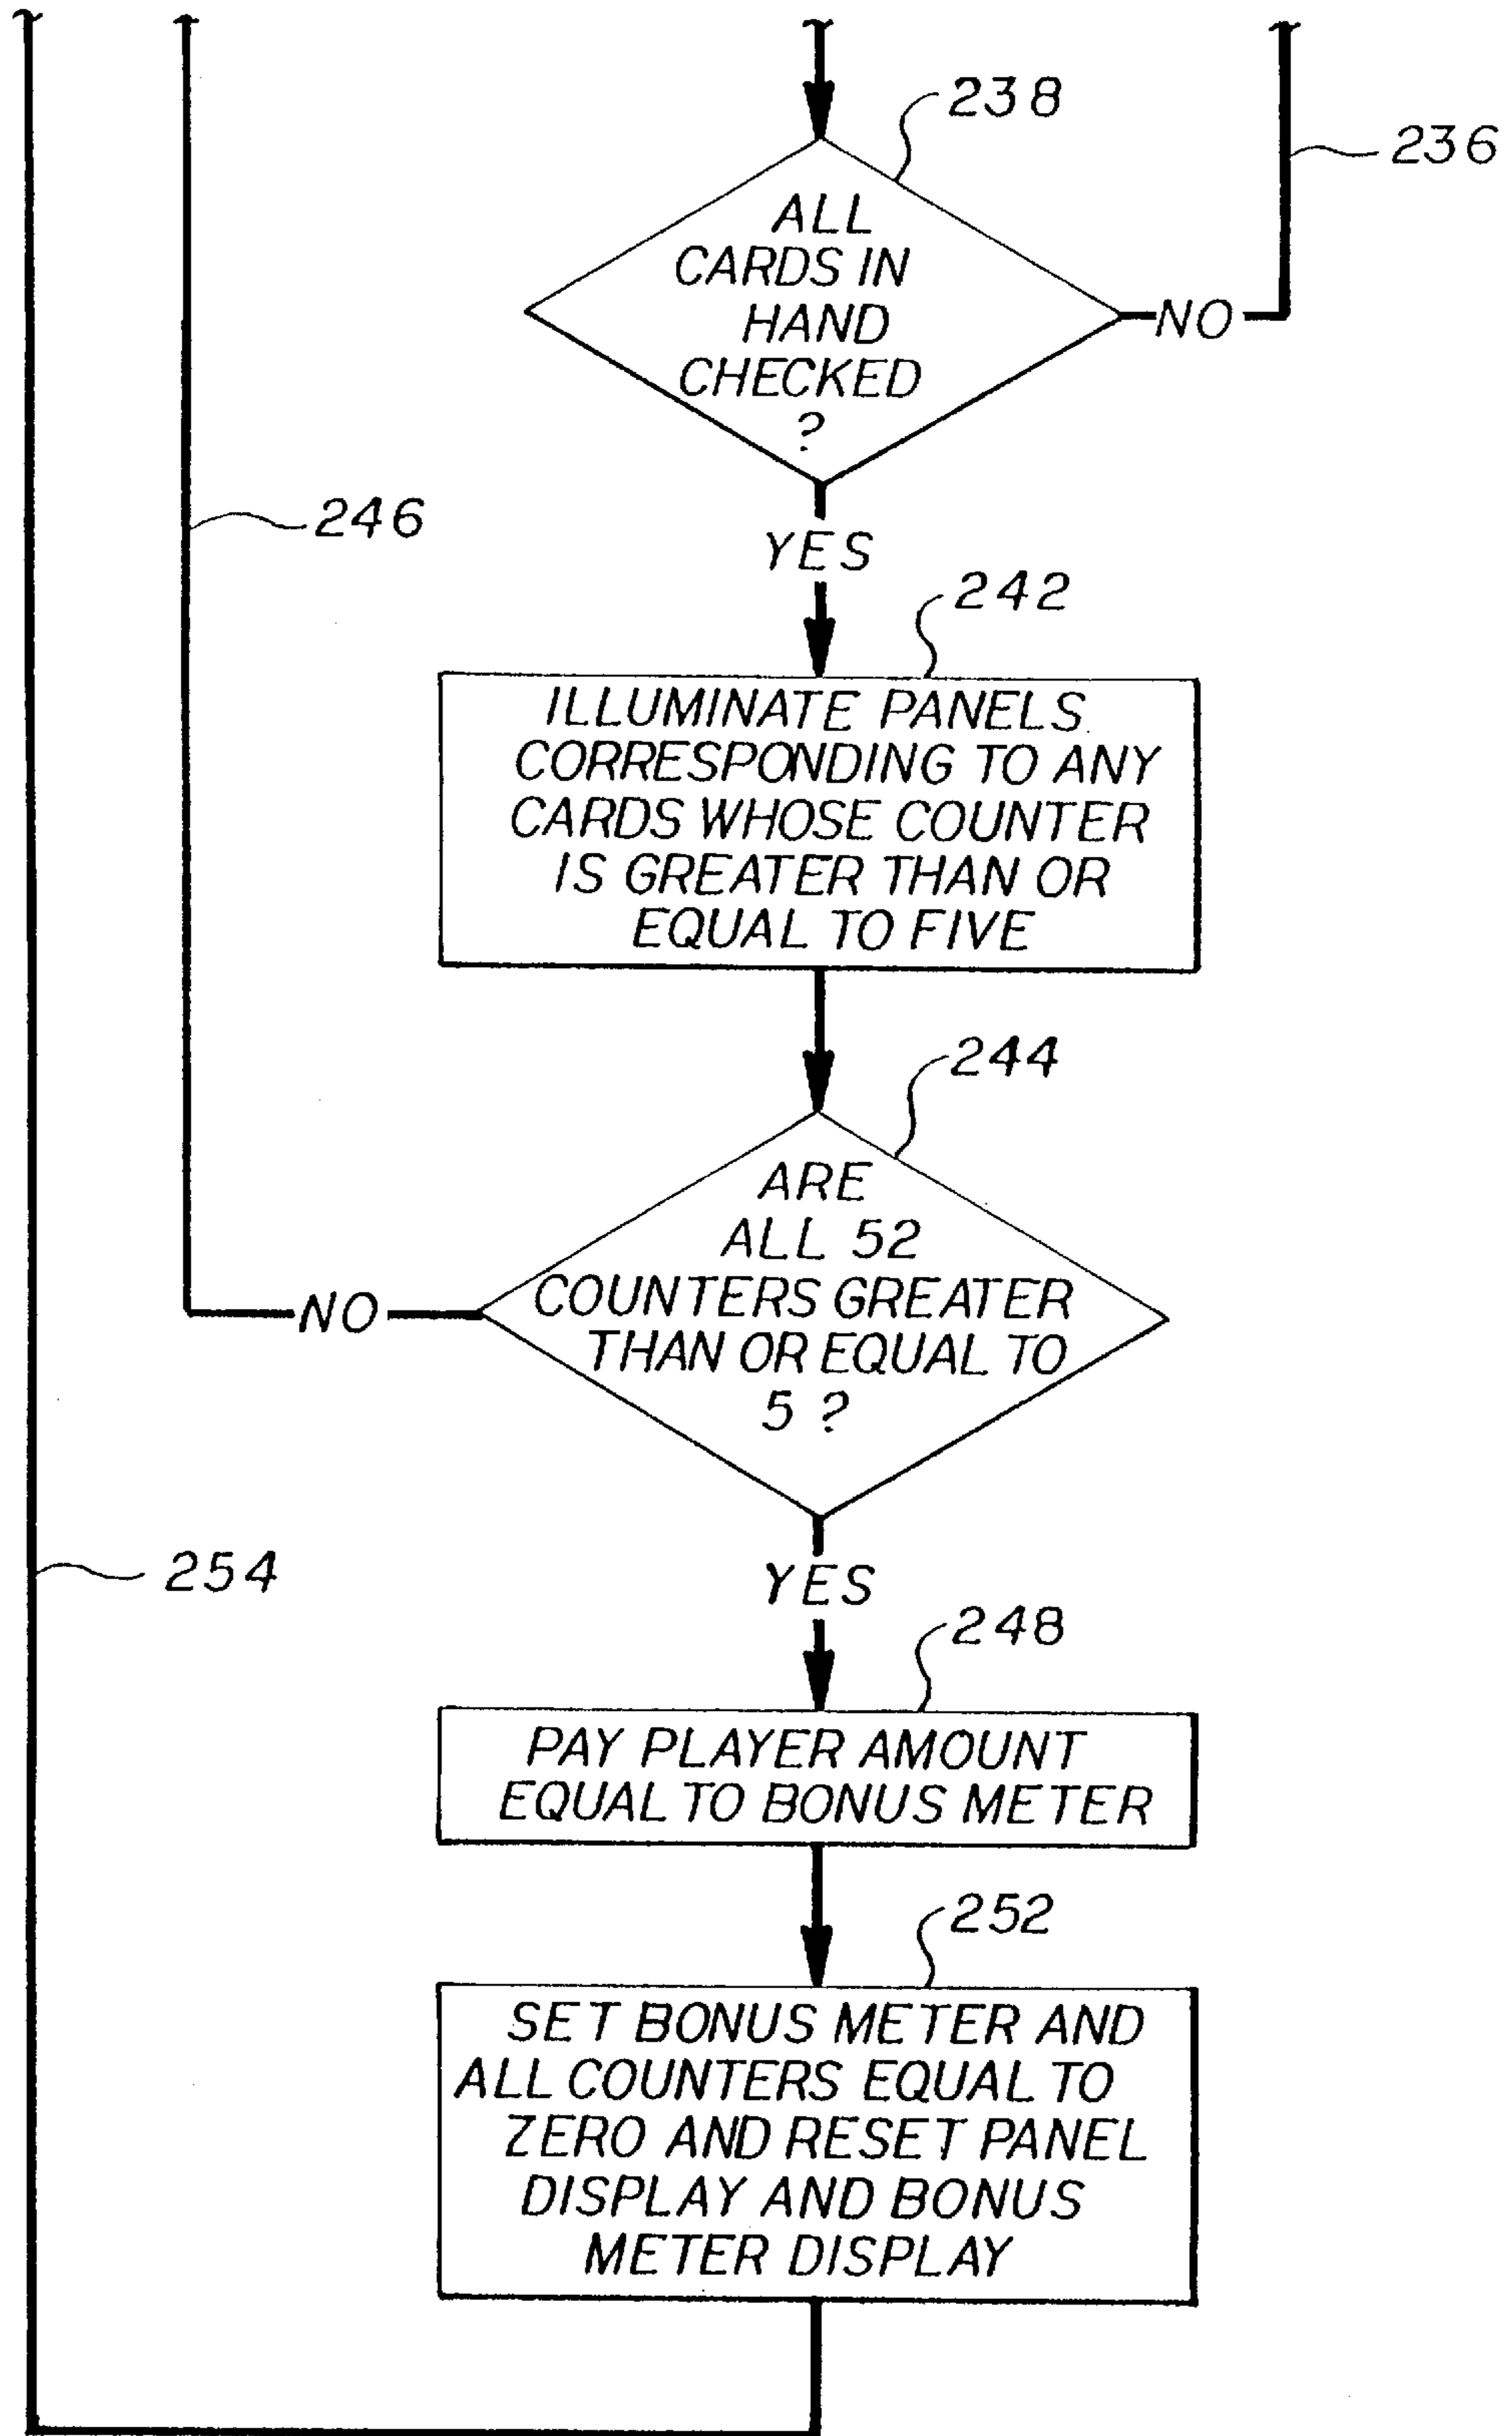 238
236
ALL
CARDS IN
HAND
CHECKED
?
NO
246
YES
242
ILLUMINATE PANELS
CORRESPONDING TO ANY
CARDS WHOSE COUNTER
IS GREATER THAN OR
EQUAL TO FIVE
244
ARE
ALL 52
COUNTERS GREATER
THAN OR EQUAL TO
5 ?
NO
254
YES
248
PAY PLAYER AMOUNT
EQUAL TO BONUS METER
252
SET BONUS METER AND
ALL COUNTERS EQUAL TO
ZERO AND RESET PANEL
DISPLAY AND BONUS
METER DISPLAY